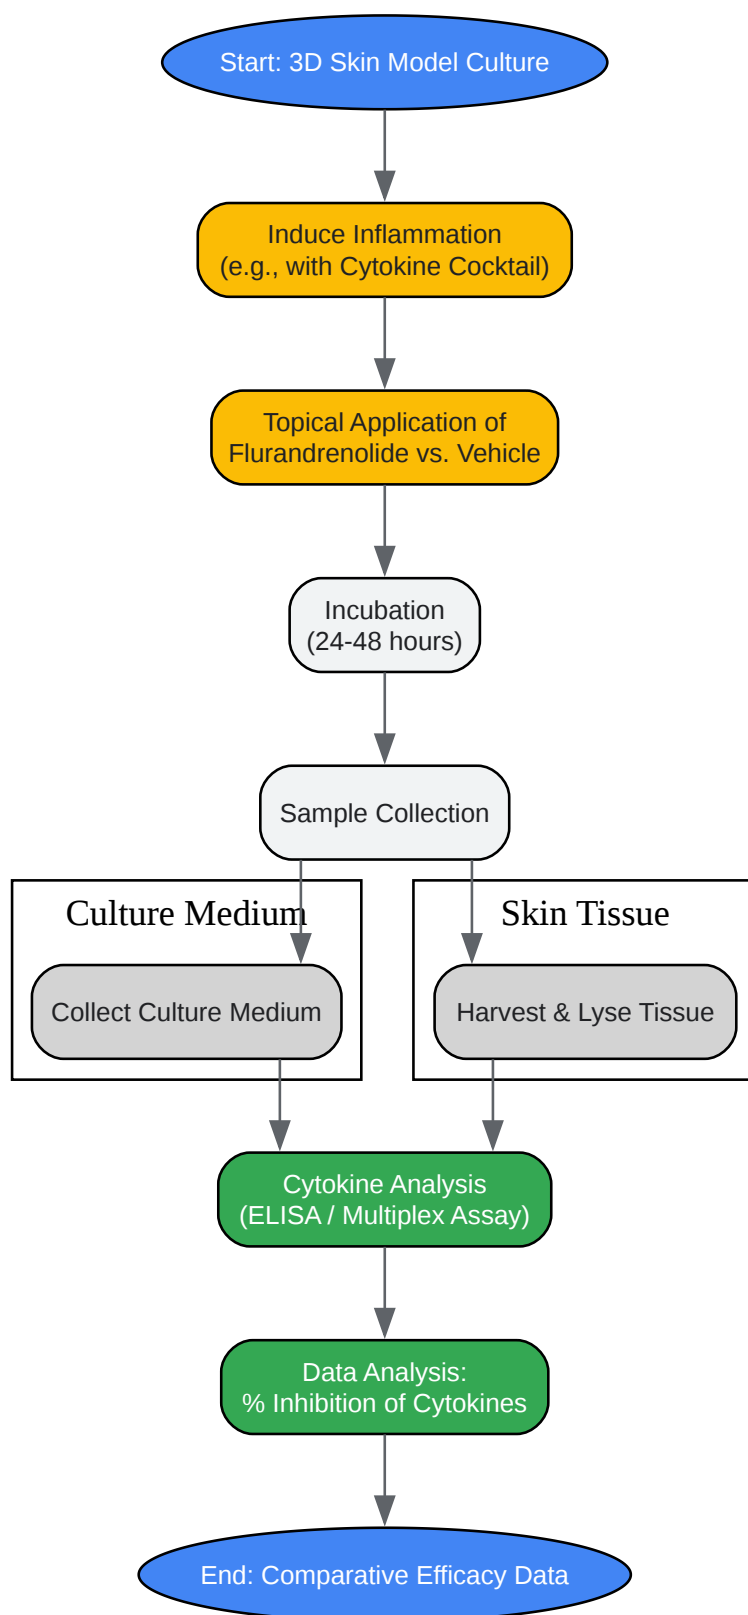 Start: 3D Skin Model Culture
Induce Inflammation
(e.g., with Cytokine Cocktail)
Topical Application of
Flurandrenolide vs. Vehicle
Incubation
(24-48 hours)
Sample Collection
Culture Medium
Skin Tissue
Collect Culture Medium
Harvest & Lyse Tissue
Cytokine Analysis
(ELISA / Multiplex Assay)
Data Analysis:
% Inhibition of Cytokines
End: Comparative Efficacy Data